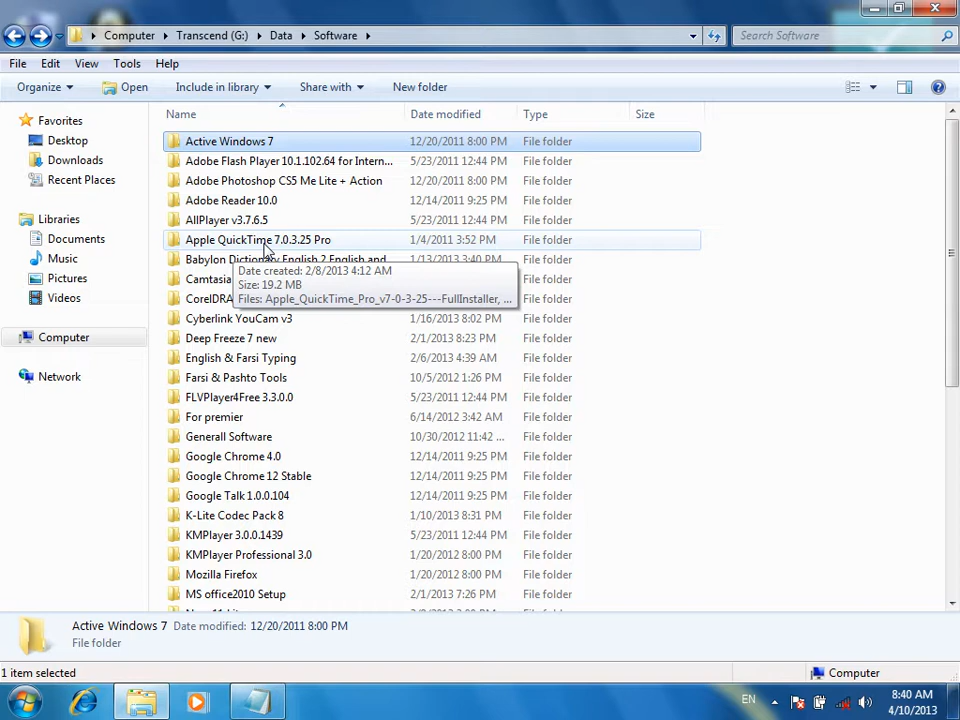 Computer Transcend (G:) Data Software
Search Software
File Edit View Tools Help
Organize Open Include in library Share with New folder
Name Date modified Type Size
Favorites
Desktop
Downloads
Recent Places
Libraries
Documents
Music
Pictures
Videos
Computer
Network
Active Windows 7 12/20/2011 8:00 PM File folder
Adobe Flash Player 10.1.102.64 for Intern... 5/23/2011 12:44 PM File folder
Adobe Photoshop CS5 Me Lite + Action 12/20/2011 8:00 PM File folder
Adobe Reader 10.0 12/14/2011 9:25 PM File folder
AllPlayer v3.7.6.5 5/23/2011 12:44 PM File folder
Apple QuickTime 7.0.3.25 Pro 1/4/2011 3:52 PM File folder
Babylon Dictionary English 2 English and 1/13/2013 3:40 PM File folder
Camtasia File folder
CorelDRA File folder
Date created: 2/8/2013 4:12 AM
Size: 19.2 MB
Files: Apple_QuickTime_Pro_v7-0-3-25---FullInstaller, ...
Cyberlink YouCam v3 1/16/2013 8:02 PM File folder
Deep Freeze 7 new 2/1/2013 8:23 PM File folder
English & Farsi Typing 2/6/2013 4:39 AM File folder
Farsi & Pashto Tools 10/5/2012 1:26 PM File folder
FLVPlayer4Free 3.3.0.0 5/23/2011 12:44 PM File folder
For premier 6/14/2012 3:42 AM File folder
Generall Software 10/30/2012 11:42 ... File folder
Google Chrome 4.0 12/14/2011 9:25 PM File folder
Google Chrome 12 Stable 12/14/2011 9:25 PM File folder
Google Talk 1.0.0.104 12/14/2011 9:25 PM File folder
K-Lite Codec Pack 8 1/10/2013 8:31 PM File folder
KMPlayer 3.0.0.1439 5/23/2011 12:44 PM File folder
KMPlayer Professional 3.0 1/20/2012 8:00 PM File folder
Mozilla Firefox 1/20/2012 8:00 PM File folder
MS office2010 Setup 2/1/2013 7:26 PM File folder
Active Windows 7 Date modified: 12/20/2011 8:00 PM
File folder
1 item selected Computer
EN 8:40 AM
4/10/2013